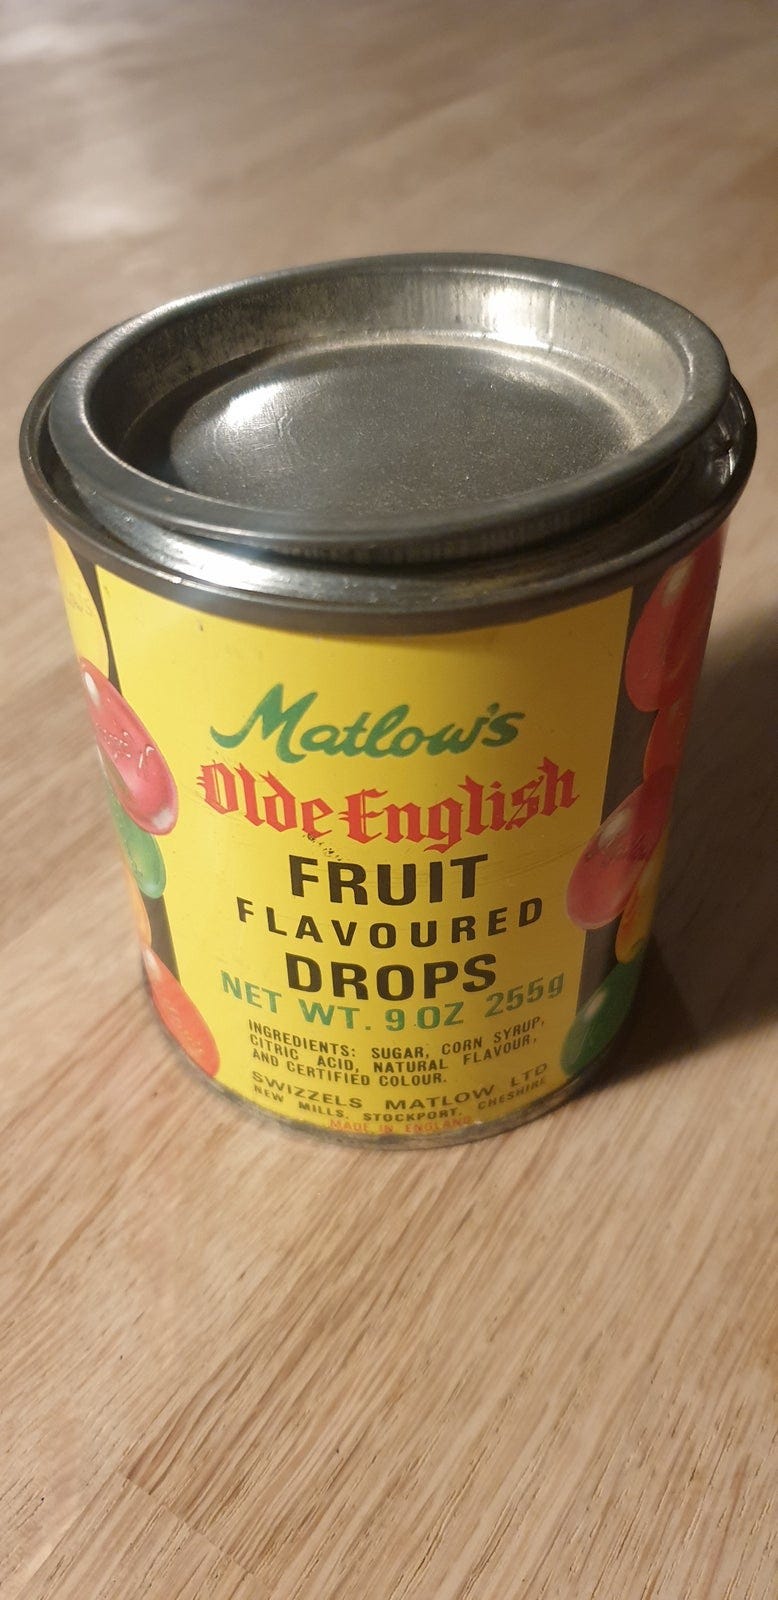 Matlow's
Olde English
FRUIT
FLAVOURED
DROPS
NET WT. 9 OZ 255g
INGREDIENTS: SUGAR, CORN SYRUP,
CITRIC ACID, NATURAL FLAVOUR,
AND CERTIFIED COLOUR.
SWIZZELS MATLOW LTD
NEW MILLS, STOCKPORT, CHESHIRE
MADE IN ENGLAND